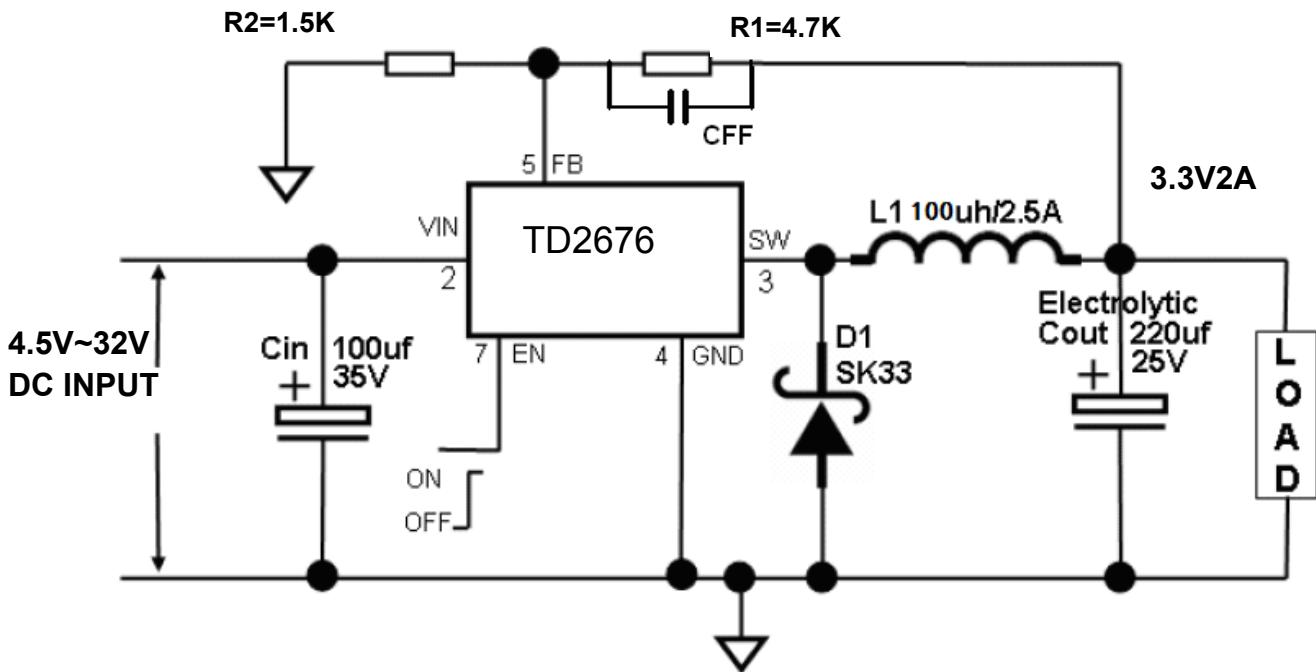 R2=1.5K
R1=4.7K
CFF
5 FB
3.3V2A
VIN
TD2676
SW
L1 100uh/2.5A
2
3
4.5V~32V
DC INPUT
Cin 100uf
35V
+
7 EN
4 GND
D1
SK33
Electrolytic
Cout 220uf
25V
+
L
O
A
D
ON
OFF